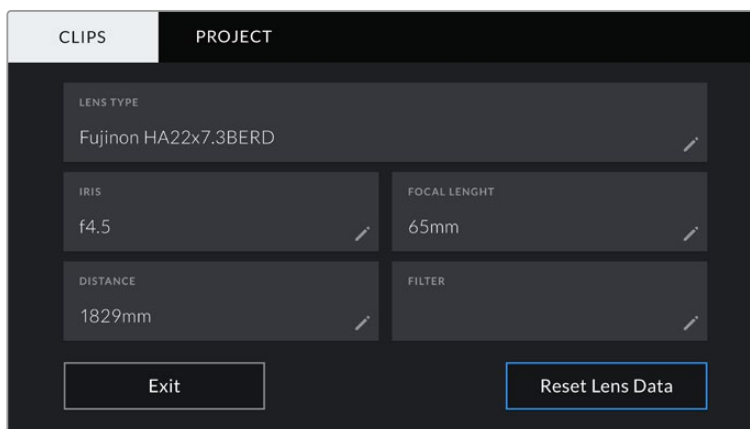 CLIPS PROJECT
LENS TYPE
Fujinon HA22x7.3BERD
IRIS FOCAL LENGHT
f4.5 65mm
DISTANCE FILTER
1829mm
Exit Reset Lens Data